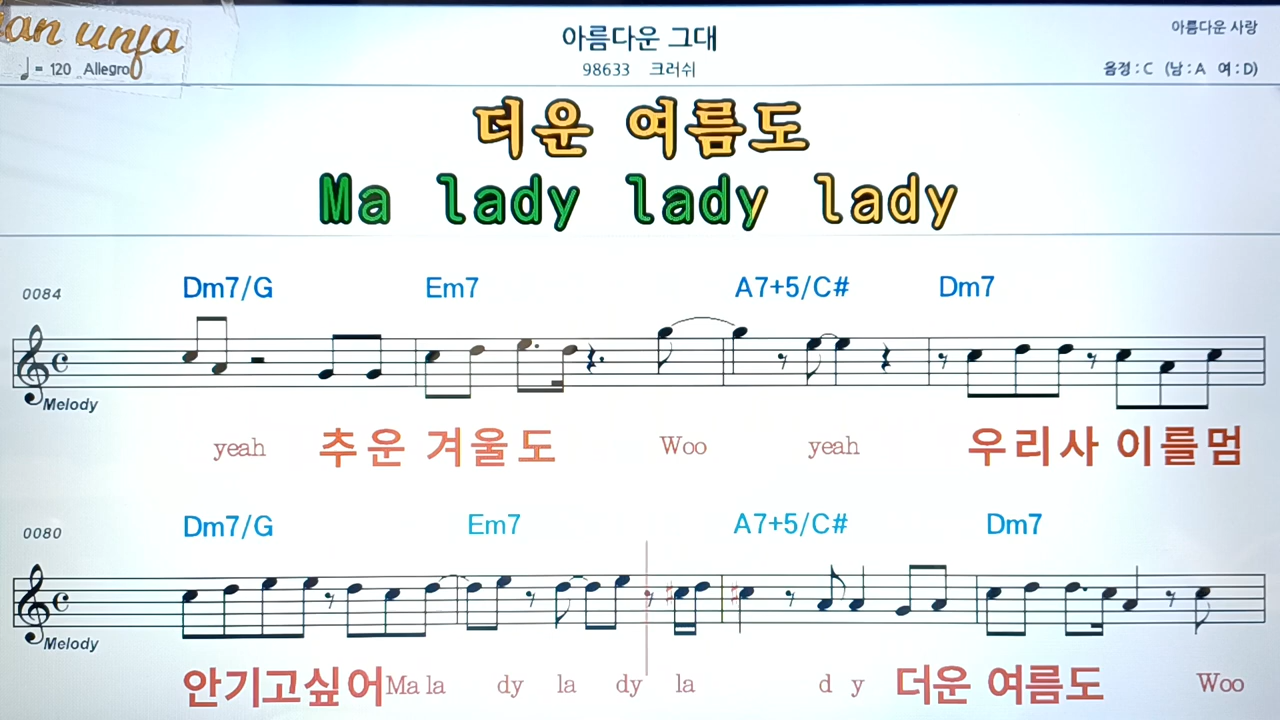 아름다운 그대
아름다운 사랑
♩= 120 Allegro
98633 크러쉬
음정 : C (남 : A 여 : D)
더운 여름도
Ma lady lady lady
0084 Dm7/G Em7 A7+5/C# Dm7
Melody
yeah 추운 겨울도 Woo yeah 우리사 이를멈
0080 Dm7/G Em7 A7+5/C# Dm7
Melody
안기고싶어 Ma la dy la dy la d y 더운 여름도 Woo